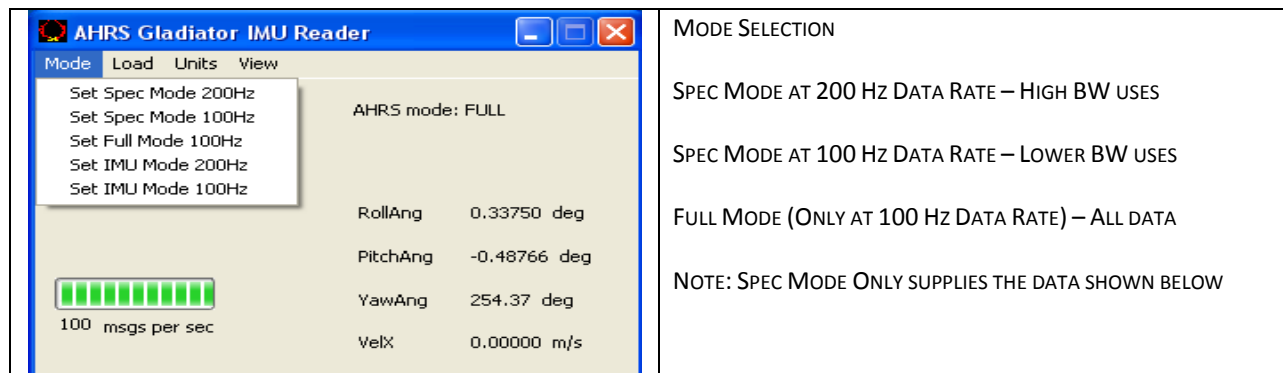 AHRS Gladiator IMU Reader
Mode Load Units View
Set Spec Mode 200Hz
Set Spec Mode 100Hz
Set Full Mode 100Hz
Set IMU Mode 200Hz
Set IMU Mode 100Hz
AHRS mode: FULL
RollAng 0.33750 deg
PitchAng -0.48766 deg
YawAng 254.37 deg
VelX 0.00000 m/s
100 msgs per sec
MODE SELECTION
SPEC MODE AT 200 HZ DATA RATE – HIGH BW USES
SPEC MODE AT 100 HZ DATA RATE – LOWER BW USES
FULL MODE (ONLY AT 100 HZ DATA RATE) – ALL DATA
NOTE: SPEC MODE ONLY SUPPLIES THE DATA SHOWN BELOW